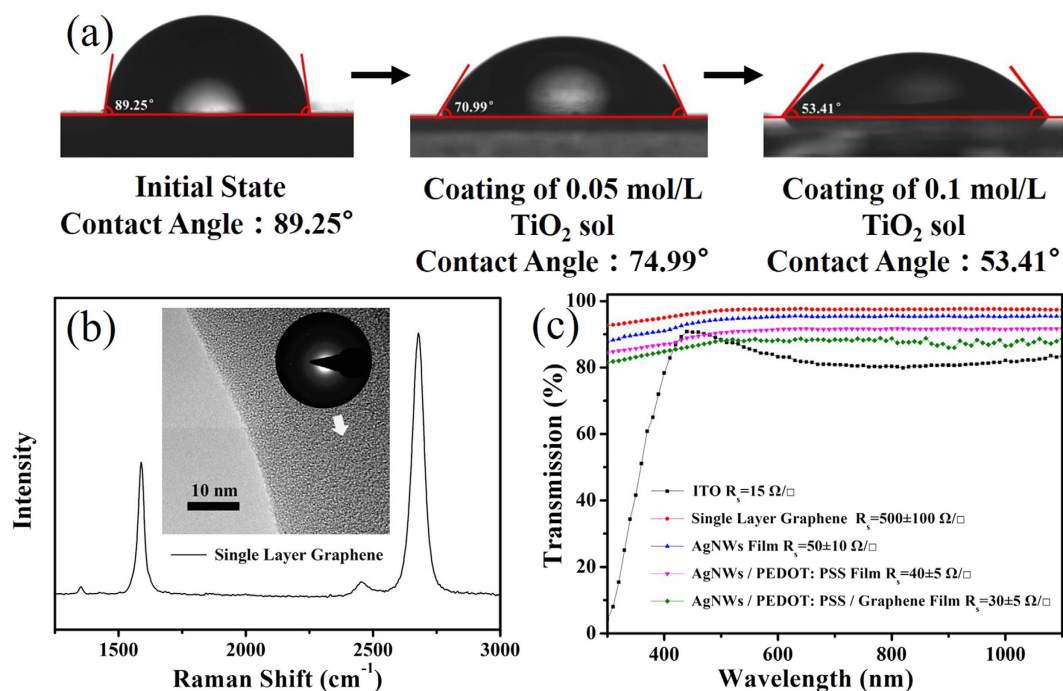 (a)
89.25°
70.99°
53.41°
Initial State
Contact Angle：89.25°
Coating of 0.05 mol/L
TiO₂ sol
Contact Angle：74.99°
Coating of 0.1 mol/L
TiO₂ sol
Contact Angle：53.41°
(b)
Intensity
10 nm
Single Layer Graphene
1500
2000
2500
3000
Raman Shift (cm⁻¹)
(c)
Transmission (%)
100
80
60
40
20
0
ITO Rₛ=15 Ω/□
Single Layer Graphene Rₛ=500±100 Ω/□
AgNWs Film Rₛ=50±10 Ω/□
AgNWs / PEDOT: PSS Film Rₛ=40±5 Ω/□
AgNWs / PEDOT: PSS / Graphene Film Rₛ=30±5 Ω/□
400
600
800
1000
Wavelength (nm)